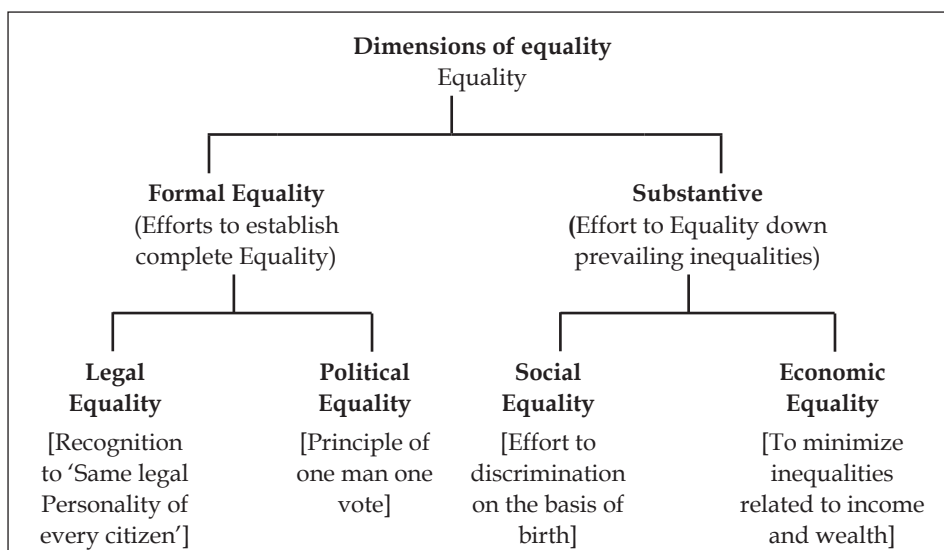 Dimensions of equality
Equality
Formal Equality
(Efforts to establish
complete Equality)
Substantive
(Effort to Equality down
prevailing inequalities)
Legal
Equality
[Recognition
to ‘Same legal
Personality of
every citizen’]
Political
Equality
[Principle of
one man one
vote]
Social
Equality
[Effort to
discrimination
on the basis of
birth]
Economic
Equality
[To minimize
inequalities
related to income
and wealth]